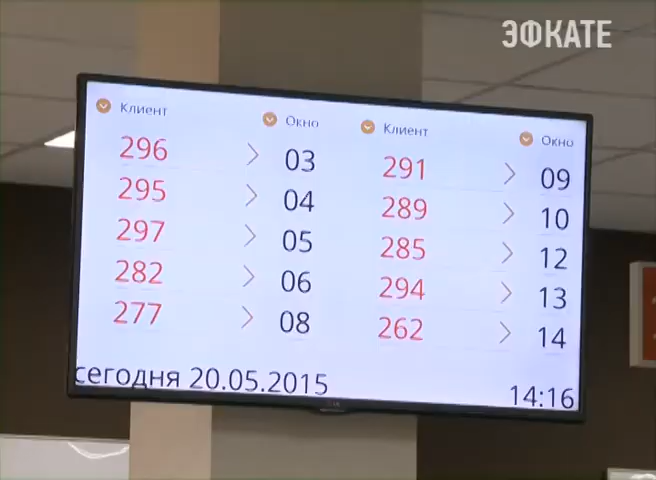 ЭФКАТЕ
Клиент Окно Клиент Окно
296 > 03 291 > 09
295 > 04 289 > 10
297 > 05 285 > 12
282 > 06 294 > 13
277 > 08 262 > 14
сегодня 20.05.2015 14:16